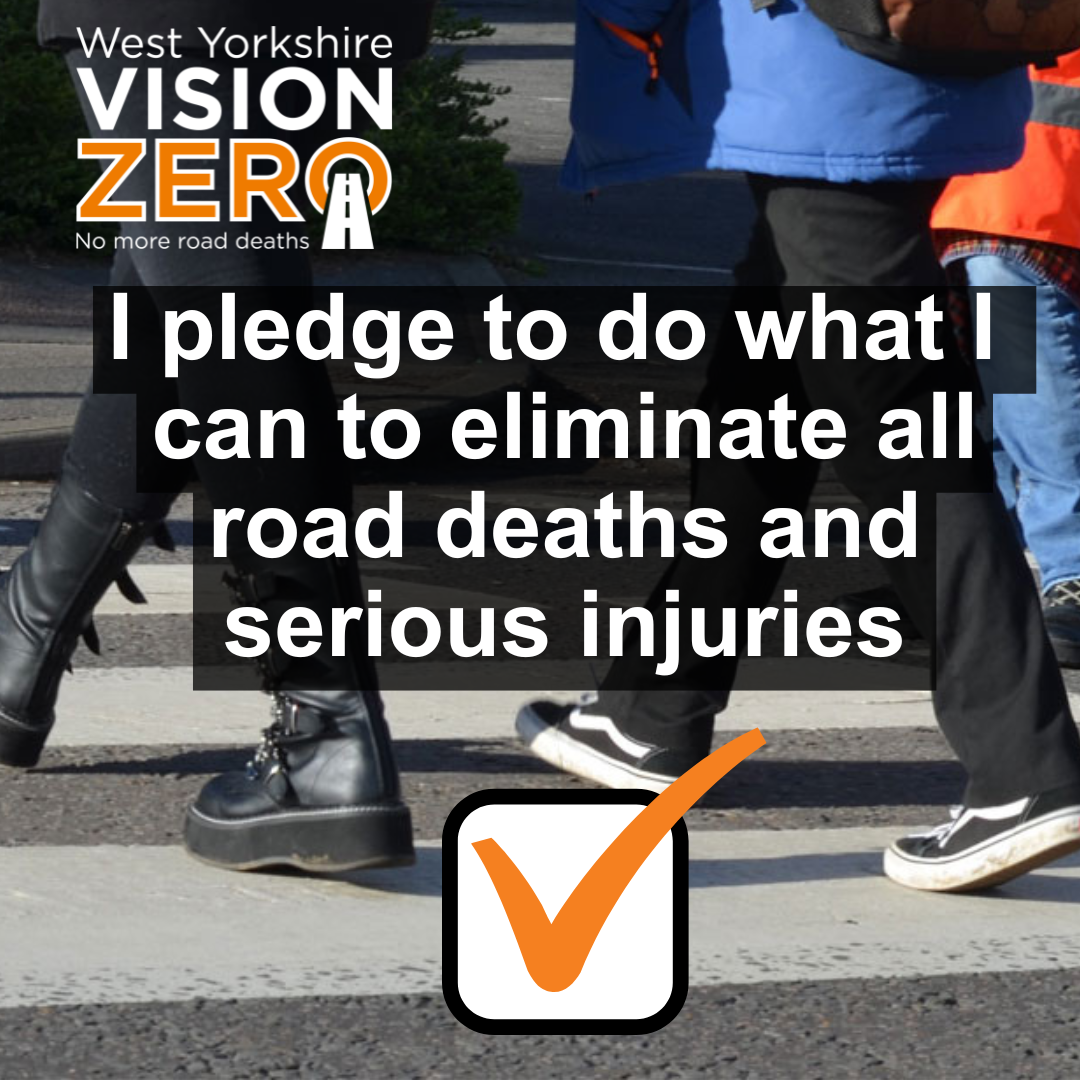 West Yorkshire
VISION
ZERO
No more road deaths
I pledge to do what I
can to eliminate all
road deaths and
serious injuries